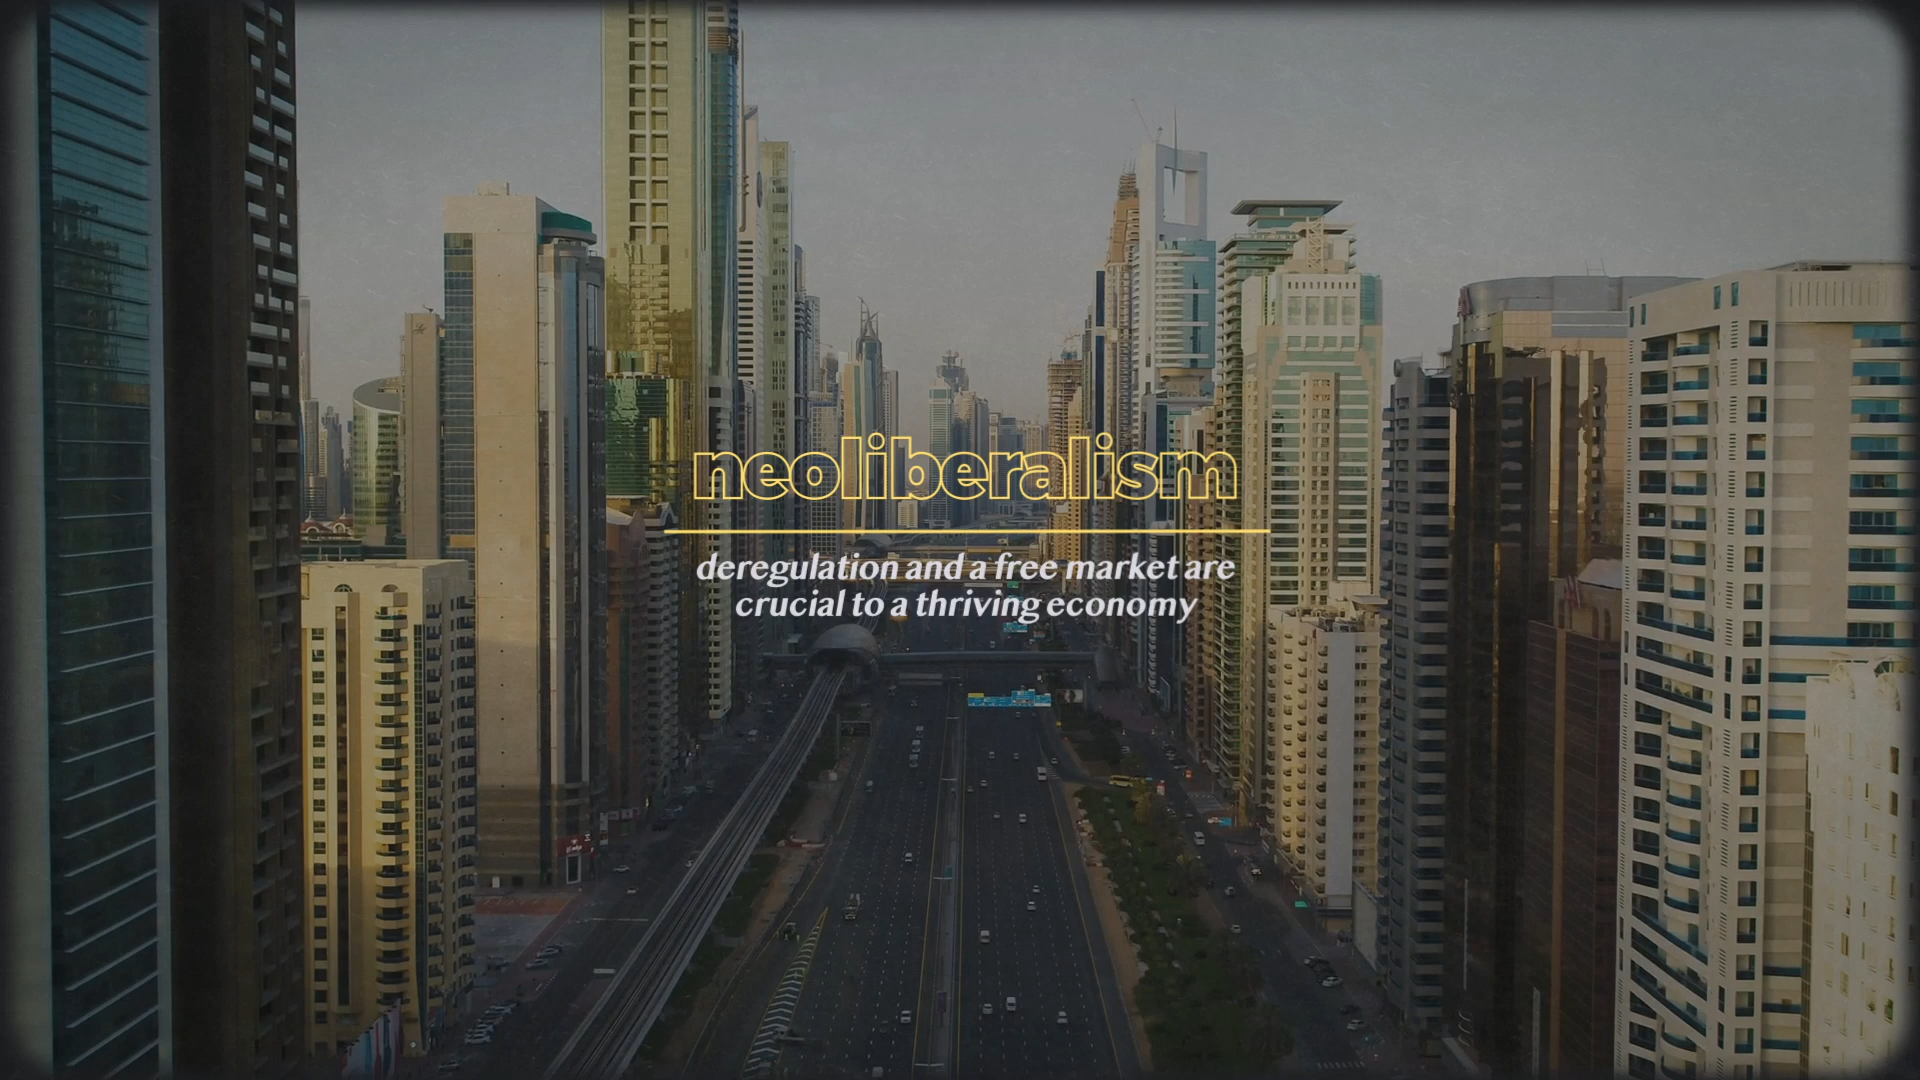 neoliberalism
deregulation and a free market are
crucial to a thriving economy